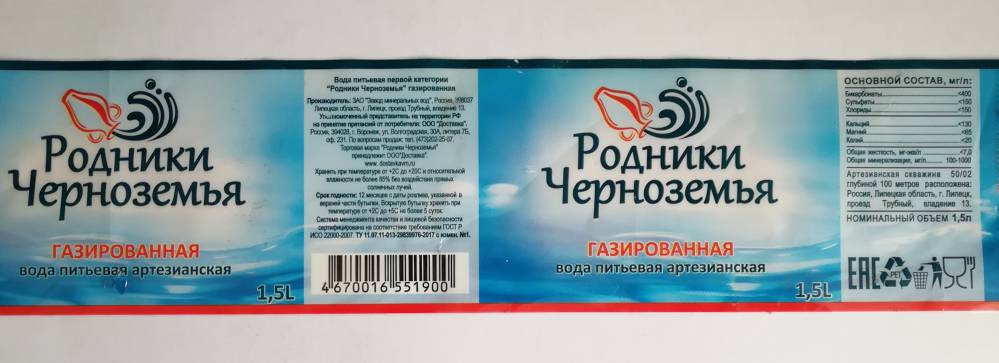 Родники
Черноземья
ГАЗИРОВАННАЯ
вода питьевая артезианская
1,5L
Вода питьевая первой категории
"Родники Черноземья" газированная
Производитель: ЗАО "Завод минеральных вод", Россия, 398037
Липецкая область, г. Липецк, проезд Трубный, владение 13.
Уполномоченный представитель на территории РФ
на принятие претензий от потребителя: ООО "Доставка".
Россия, 394028, г. Воронеж, ул. Волгоградская, 30А, литера 7Б,
оф. 231. По вопросам продаж: тел. (473)202-25-07.
Торговая марка "Родники Черноземья"
принадлежит ООО"Доставка".
www. dostavkavrn.ru
Хранить при температуре от +2С до +20С и относительной
влажности не более 85% без воздействия прямых
солнечных лучей.
Срок годности: 12 месяцев с даты розлива, указанной в
верхней части бутылки. Вскрытую бутылку хранить при
температуре от +2С до +5С не более 5 суток.
Система менеджмента качества и пищевой безопасности
сертифицирована на соответствие требованиям ГОСТ Р
ИСО 22000-2007. ТУ 11.07.11-013-29839976-2017 с измен. №1.
4 670016 551900
Родники
Черноземья
ГАЗИРОВАННАЯ
вода питьевая артезианская
1,5L
ОСНОВНОЙ СОСТАВ, мг/л:
Бикарбонаты <400
Сульфаты <150
Хлориды <150
Кальций <130
Магний <65
Калий <20
Общая жесткость, мг-экв/л <7,0
Общая минерализация, мг/л 100-1000
Артезианская скважина 50/02
глубиной 100 метров расположена:
Россия, Липецкая область, г. Липецк,
проезд Трубный, владение 13.
НОМИНАЛЬНЫЙ ОБЪЕМ 1,5л
EAC
PET